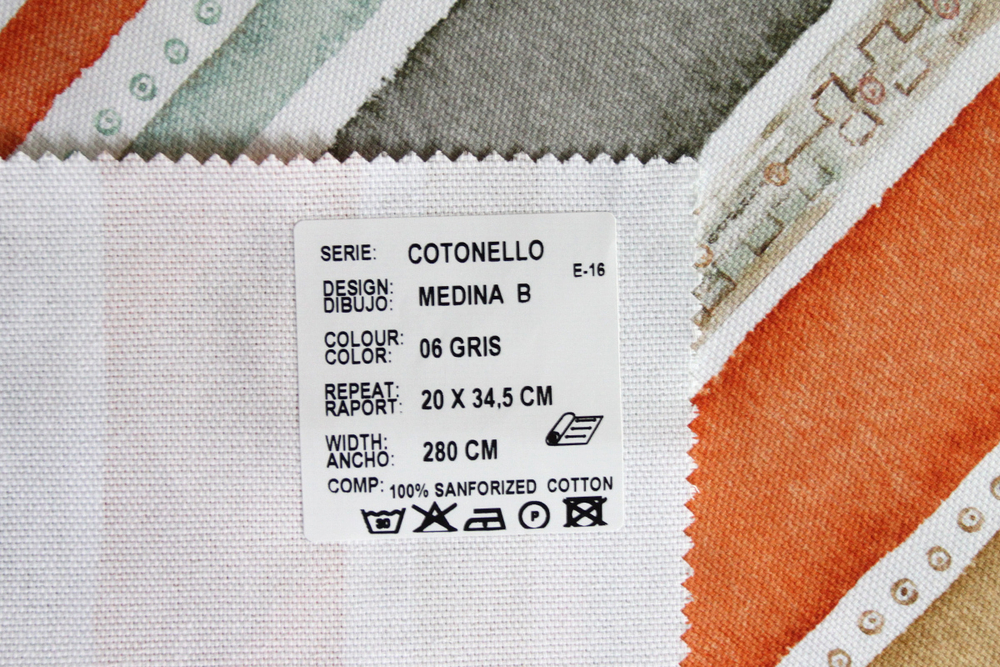 SERIE: COTONELLO
E-16
DESIGN: MEDINA B
DIBUJO:
COLOUR: 06 GRIS
COLOR:
REPEAT: 20 X 34,5 CM
RAPORT:
WIDTH: 280 CM
ANCHO:
COMP: 100% SANFORIZED COTTON
30 P